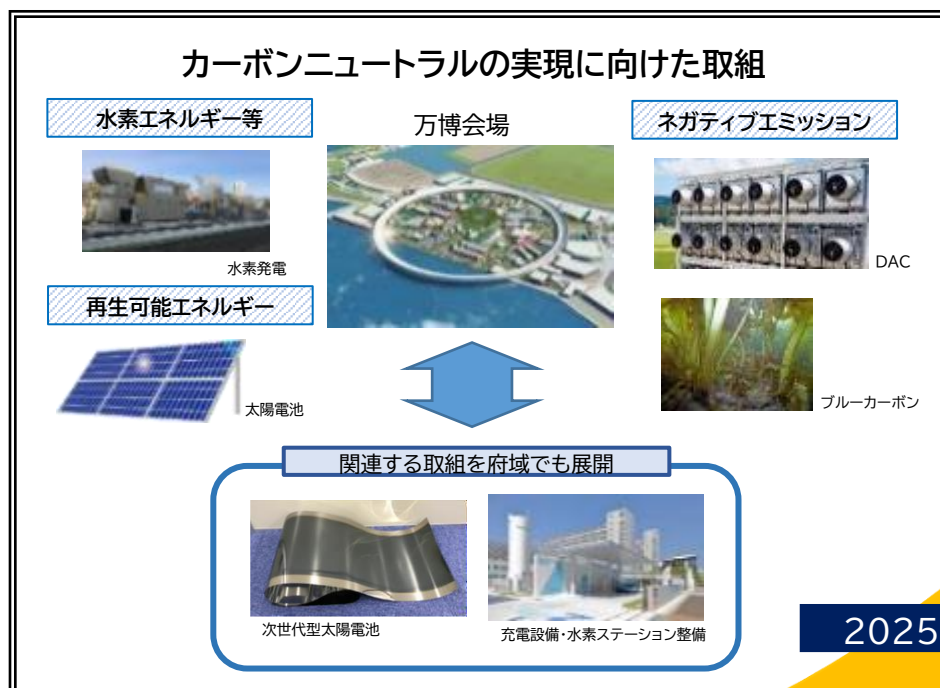 カーボンニュートラルの実現に向けた取組
水素エネルギー等
万博会場
ネガティブエミッション
水素発電
DAC
再生可能エネルギー
太陽電池
ブルーカーボン
関連する取組を府域でも展開
次世代型太陽電池
充電設備・水素ステーション整備
2025